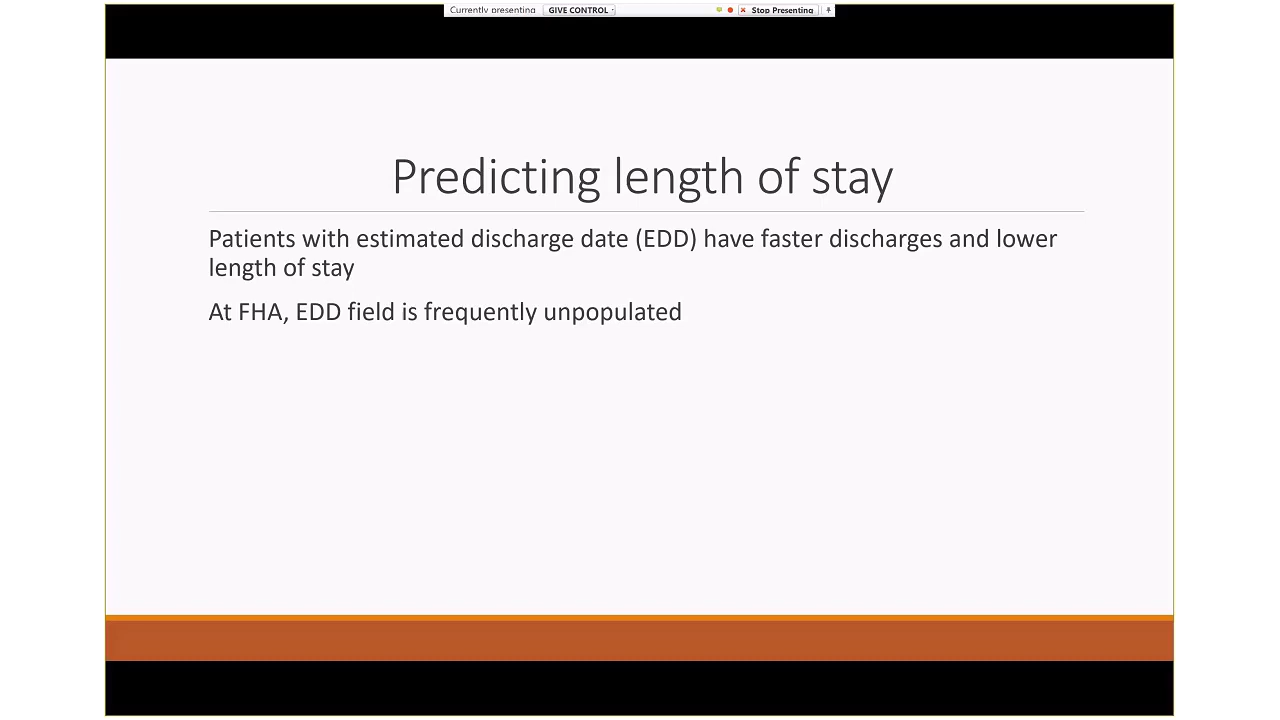 Currently presenting GIVE CONTROL Stop Presenting
Predicting length of stay
Patients with estimated discharge date (EDD) have faster discharges and lower
length of stay
At FHA, EDD field is frequently unpopulated